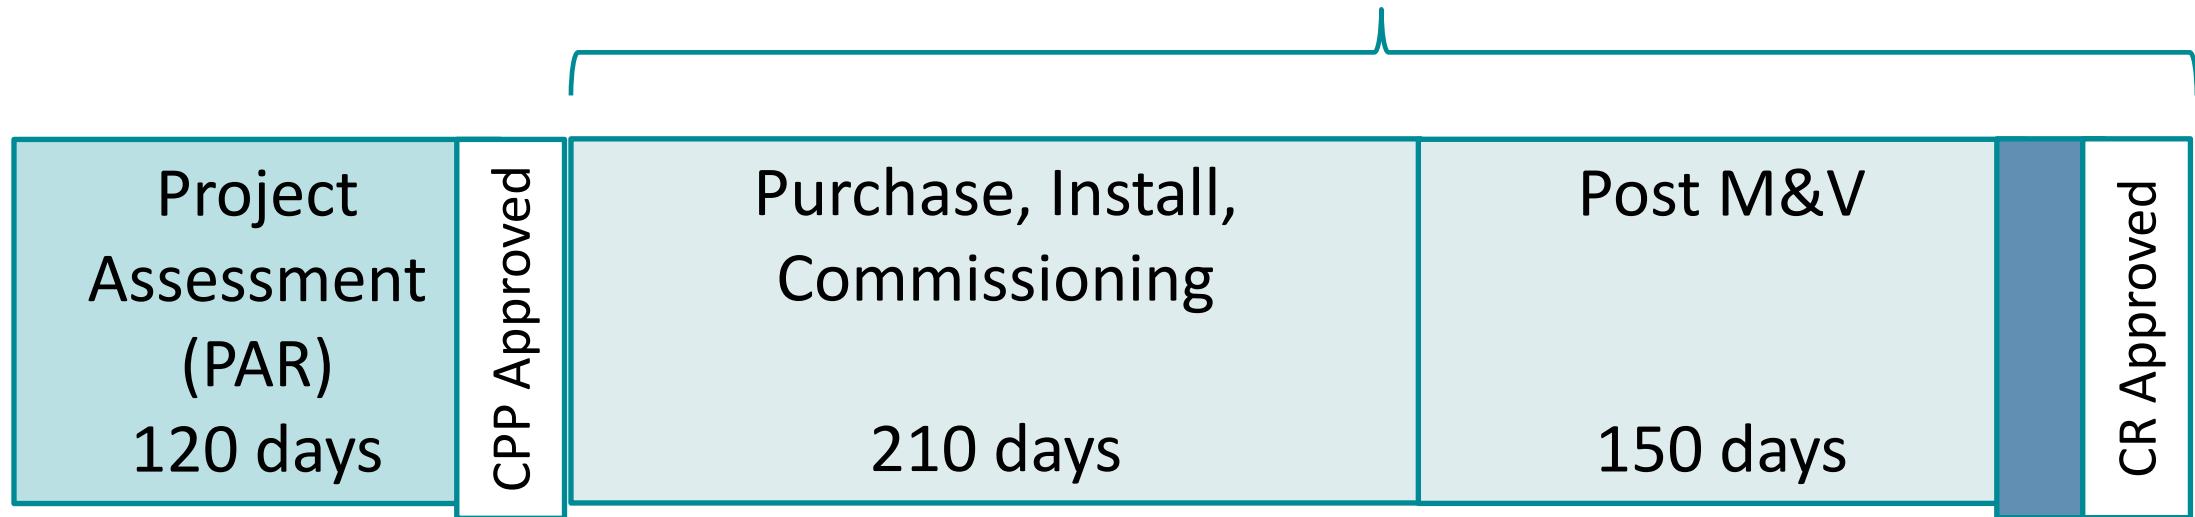 Project
Assessment
(PAR)
120 days
CPP Approved
Purchase, Install,
Commissioning
210 days
Post M&V
150 days
CR Approved